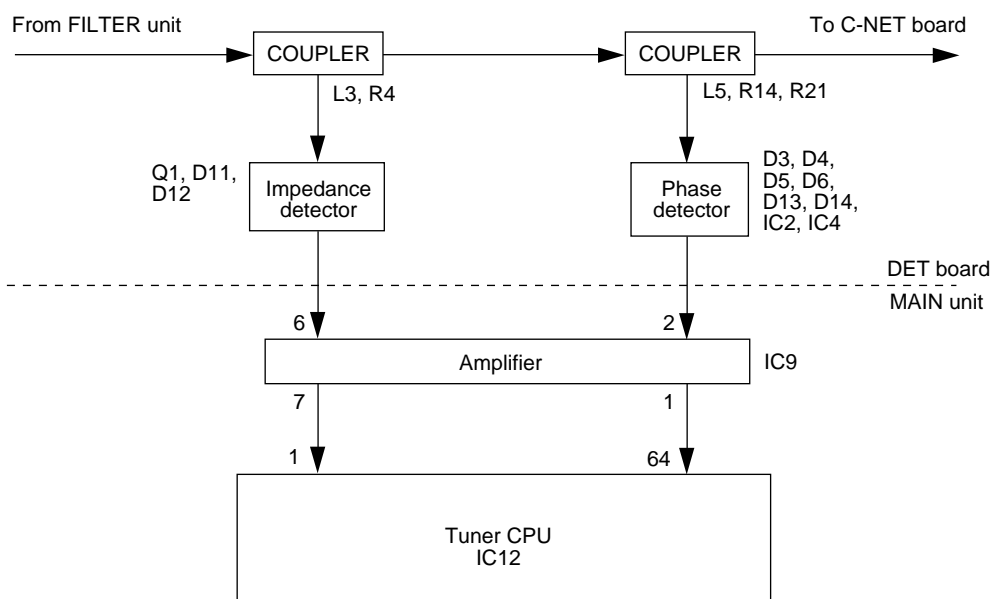 From FILTER unit
To C-NET board
COUPLER
COUPLER
L3, R4
L5, R14, R21
Q1, D11,
D12
Impedance
detector
Phase
detector
D3, D4,
D5, D6,
D13, D14,
IC2, IC4
DET board
MAIN unit
6
2
Amplifier
IC9
7
1
1
64
Tuner CPU
IC12